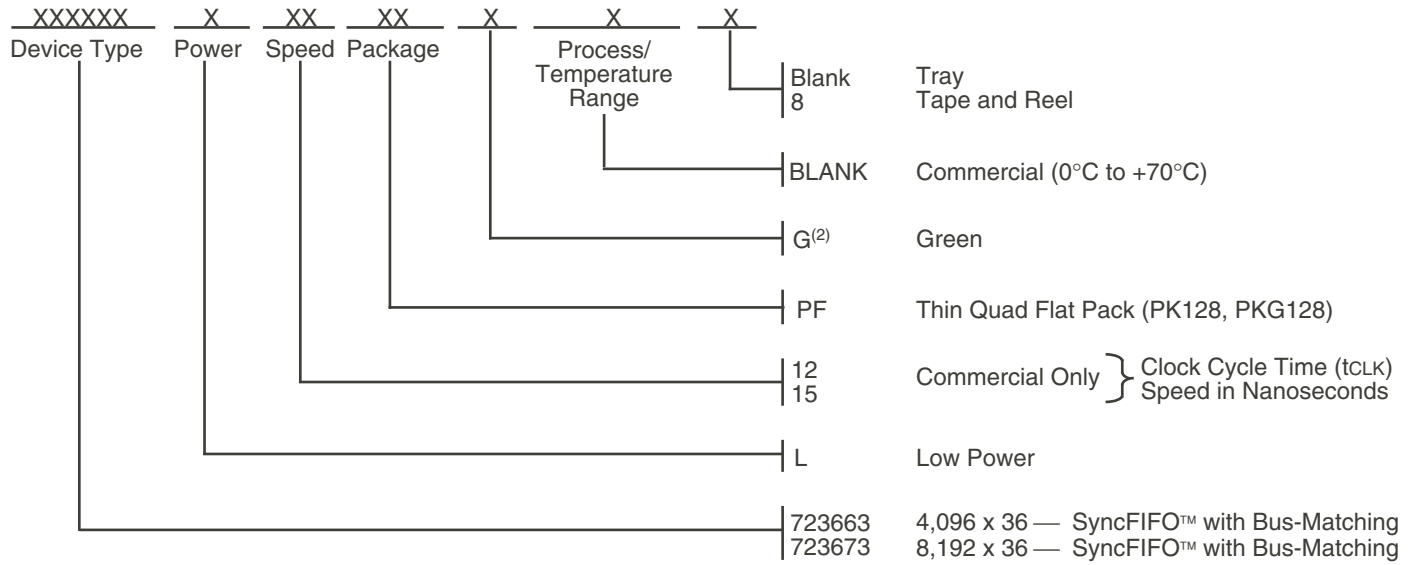 XXXXXX X XX XX X X X
Device Type Power Speed Package Process/
Temperature
Range
Blank Tray
8 Tape and Reel
BLANK Commercial (0°C to +70°C)
G(2) Green
PF Thin Quad Flat Pack (PK128, PKG128)
12 Commercial Only } Clock Cycle Time (tCLK)
15 Speed in Nanoseconds
L Low Power
723663 4,096 x 36 — SyncFIFO™ with Bus-Matching
723673 8,192 x 36 — SyncFIFO™ with Bus-Matching